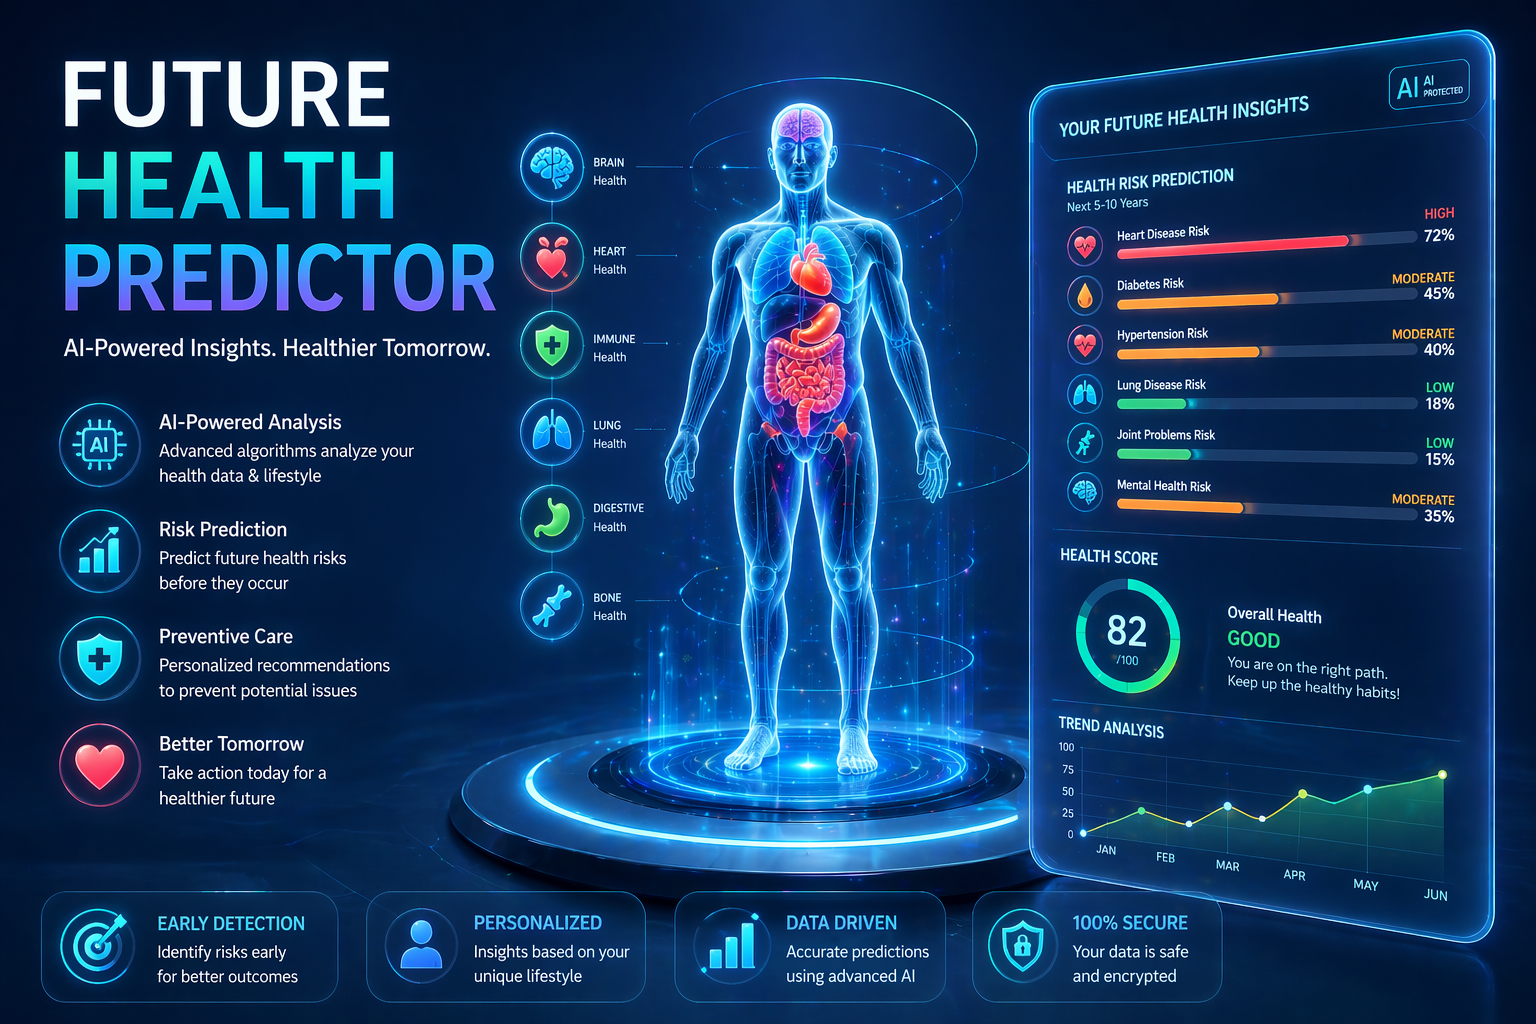 FUTURE
HEALTH
PREDICTOR
AI-Powered Insights. Healthier Tomorrow.
AI
AI-Powered Analysis
Advanced algorithms analyze your
health data & lifestyle
Risk Prediction
Predict future health risks
before they occur
Preventive Care
Personalized recommendations
to prevent potential issues
Better Tomorrow
Take action today for a
healthier future
BRAIN
Health
HEART
Health
IMMUNE
Health
LUNG
Health
DIGESTIVE
Health
BONE
Health
YOUR FUTURE HEALTH INSIGHTS
AI AI
PROTECTED
HEALTH RISK PREDICTION
Next 5-10 Years
Heart Disease Risk
HIGH
72%
Diabetes Risk
MODERATE
45%
Hypertension Risk
MODERATE
40%
Lung Disease Risk
LOW
18%
Joint Problems Risk
LOW
15%
Mental Health Risk
MODERATE
35%
HEALTH SCORE
82
/100
Overall Health
GOOD
You are on the right path.
Keep up the healthy habits!
TREND ANALYSIS
100
75
50
25
0
JAN FEB MAR APR MAY JUN
EARLY DETECTION
Identify risks early
for better outcomes
PERSONALIZED
Insights based on your
unique lifestyle
DATA DRIVEN
Accurate predictions
using advanced AI
100% SECURE
Your data is safe
and encrypted